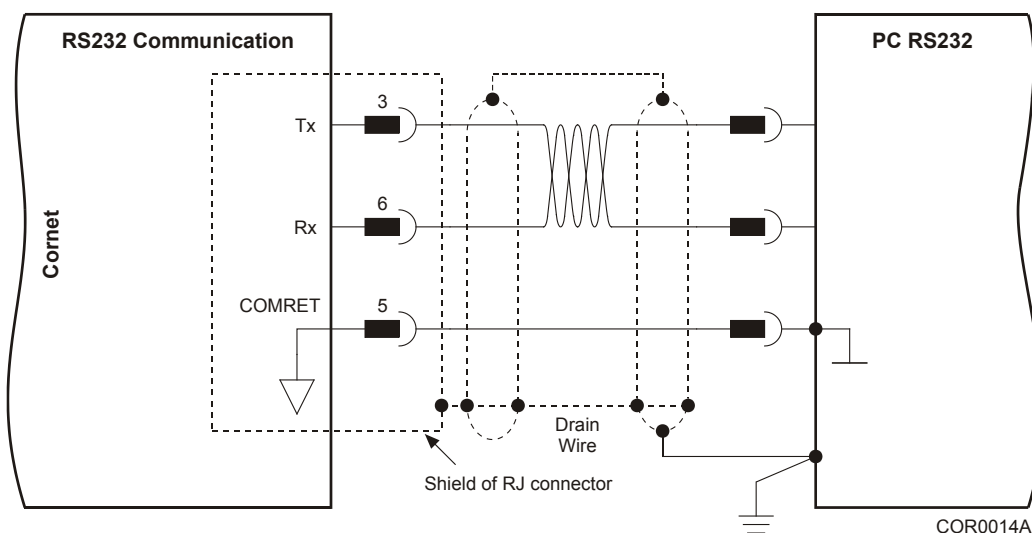 RS232 Communication
PC RS232
3
Tx
6
Rx
Cornet
5
COMRET
Drain
Wire
Shield of RJ connector
COR0014A